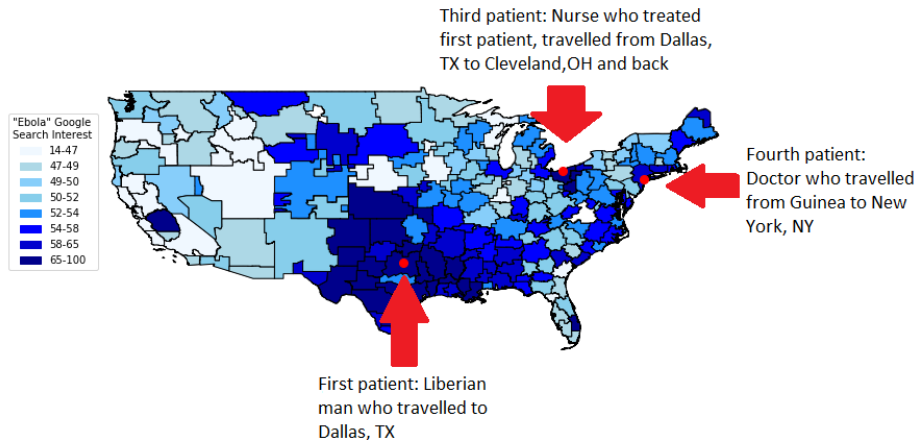 Third patient: Nurse who treated
first patient, travelled from Dallas,
TX to Cleveland,OH and back
"Ebola" Google
Search Interest
14-47
47-49
49-50
50-52
52-54
54-58
58-65
65-100
Fourth patient:
Doctor who travelled
from Guinea to New
York, NY
First patient: Liberian
man who travelled to
Dallas, TX